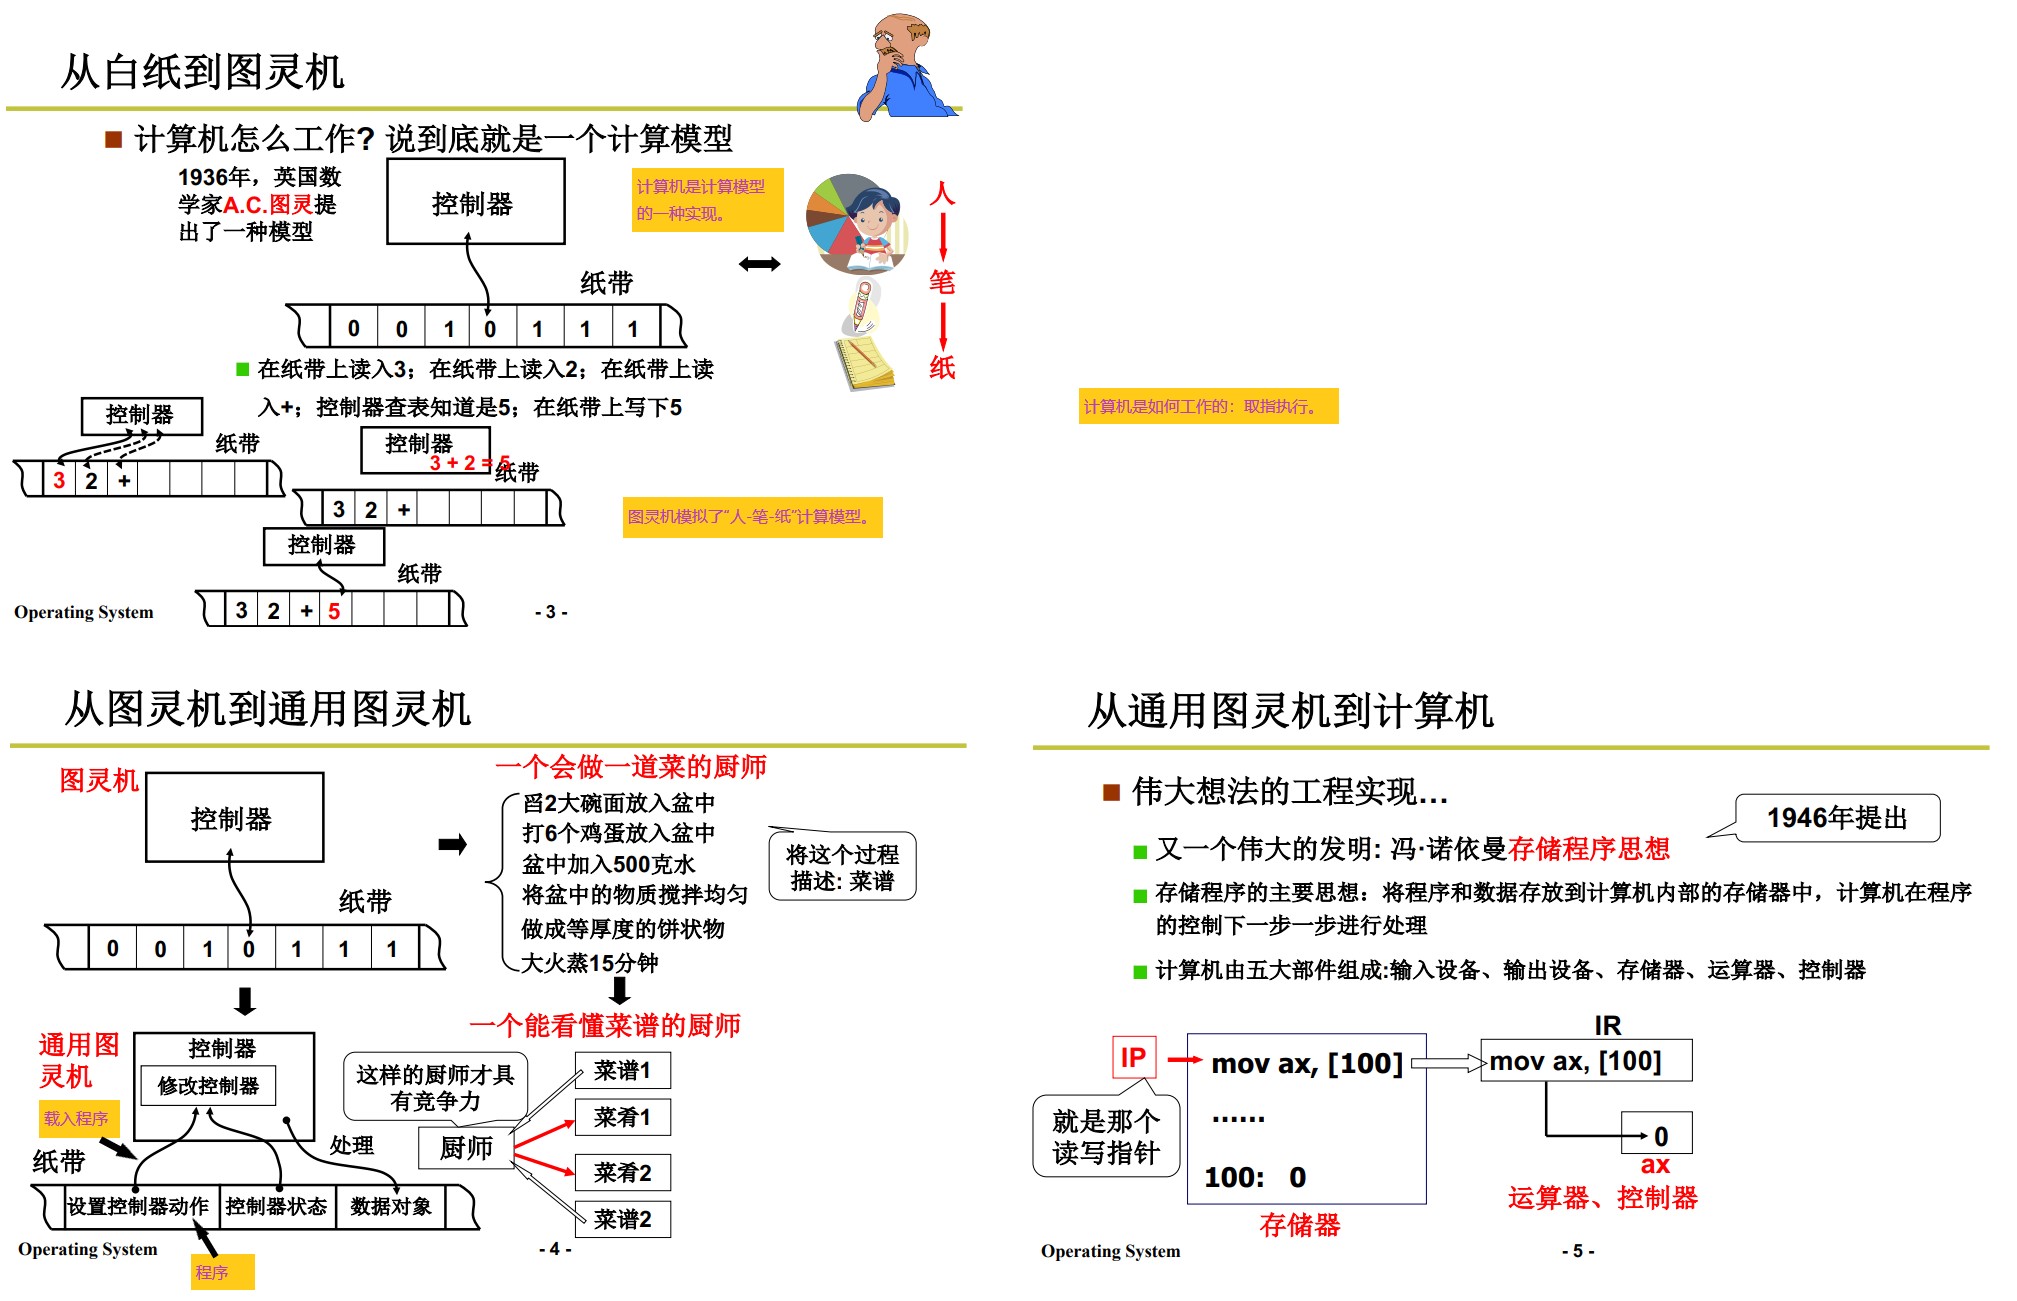 从白纸到图灵机
计算机怎么工作? 说到底就是一个计算模型
1936年，英国数
学家A.C.图灵提
出了一种模型
控制器
计算机是计算模型
的一种实现。
人
笔
纸
纸带
0 0 1 0 1 1 1
在纸带上读入3；在纸带上读入2；在纸带上读
入+；控制器查表知道是5；在纸带上写下5
控制器
纸带
3 2 +
控制器
3 + 2 = 5
纸带
3 2 +
控制器
纸带
3 2 + 5
图灵机模拟了“人-笔-纸”计算模型。
Operating System
- 3 -
计算机是如何工作的：取指执行。
从图灵机到通用图灵机
图灵机
控制器
纸带
0 0 1 0 1 1 1
一个会做一道菜的厨师
舀2大碗面放入盆中
打6个鸡蛋放入盆中
盆中加入500克水
将盆中的物质搅拌均匀
做成等厚度的饼状物
大火蒸15分钟
将这个过程
描述: 菜谱
一个能看懂菜谱的厨师
通用图
灵机
控制器
修改控制器
载入程序
纸带
处理
设置控制器动作 控制器状态 数据对象
程序
这样的厨师才具
有竞争力
厨师
菜谱1
菜肴1
菜肴2
菜谱2
Operating System
- 4 -
从通用图灵机到计算机
伟大想法的工程实现…
1946年提出
又一个伟大的发明: 冯·诺依曼存储程序思想
存储程序的主要思想：将程序和数据存放到计算机内部的存储器中，计算机在程序
的控制下一步一步进行处理
计算机由五大部件组成:输入设备、输出设备、存储器、运算器、控制器
IP
就是那个
读写指针
mov ax, [100]
......
100: 0
存储器
IR
mov ax, [100]
0
ax
运算器、控制器
Operating System
- 5 -